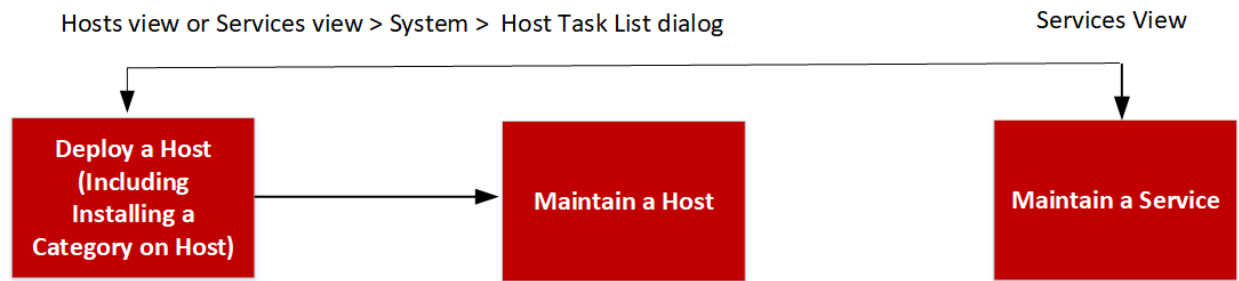 Hosts view or Services view > System > Host Task List dialog
Services View
Deploy a Host
(Including
Installing a
Category on Host)
Maintain a Host
Maintain a Service